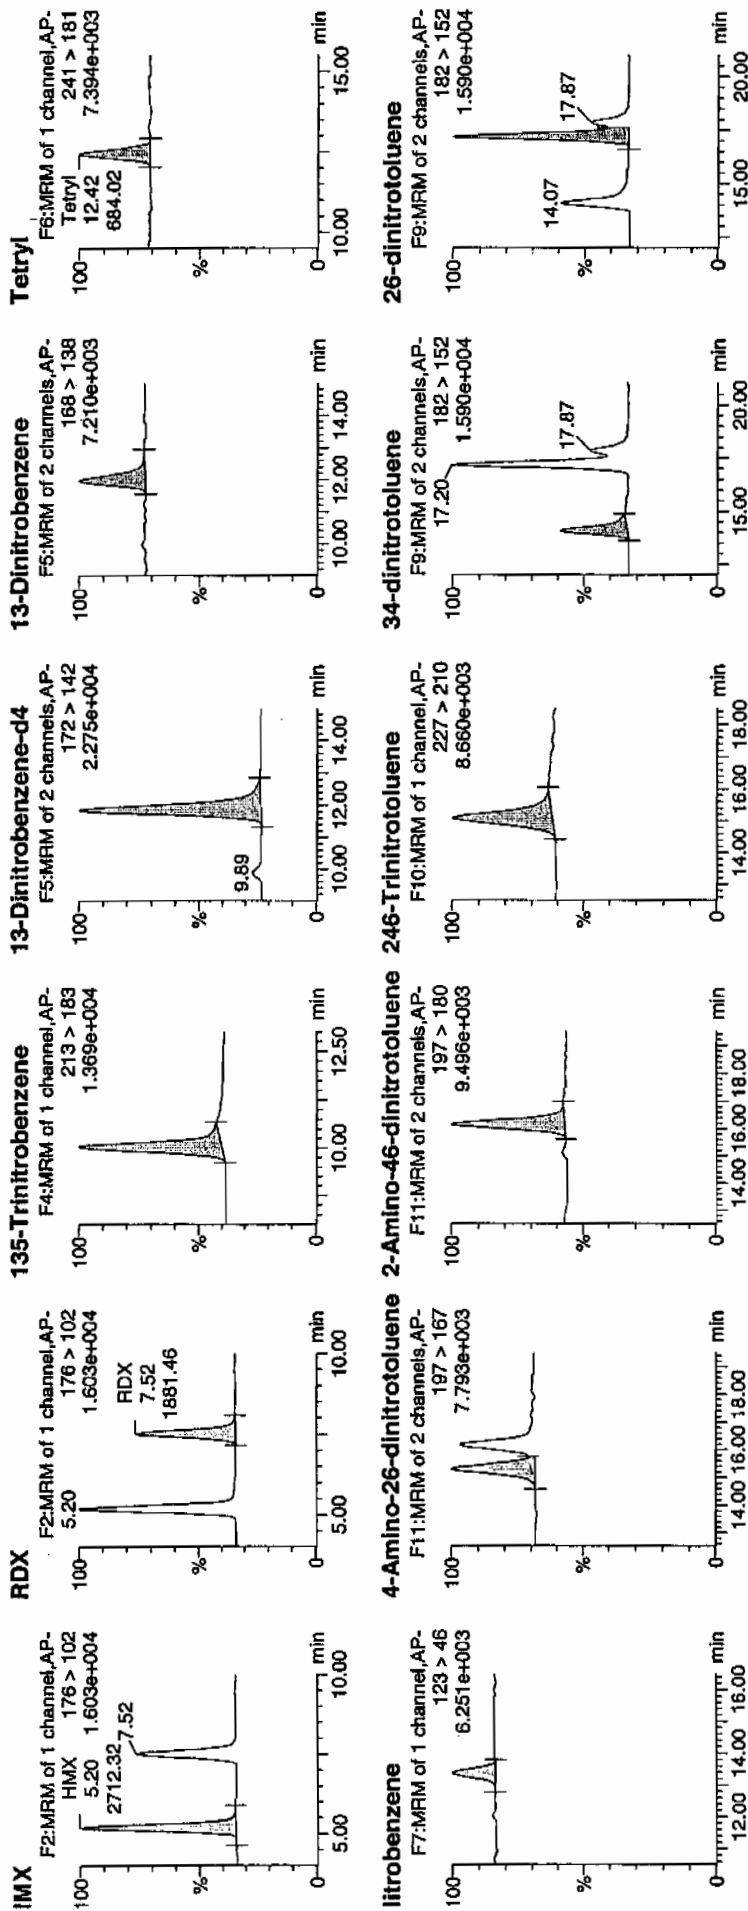 HMX
F2:MRM of 1 channel,AP-
HMX 176 > 102
5.20 1.603e+004
2712.32
7.52
100
%
0
5.00 10.00 min
RDX
F2:MRM of 1 channel,AP-
5.20 176 > 102
1.603e+004
RDX
7.52
1881.46
100
%
0
5.00 10.00 min
135-Trinitrobenzene
F4:MRM of 1 channel,AP-
213 > 183
1.369e+004
100
%
0
10.00 12.50 min
13-Dinitrobenzene-d4
F5:MRM of 2 channels,AP-
172 > 142
2.275e+004
9.89
100
%
0
10.00 12.00 14.00 min
13-Dinitrobenzene
F5:MRM of 2 channels,AP-
168 > 138
7.210e+003
100
%
0
10.00 12.00 14.00 min
Tetryl
F6:MRM of 1 channel,AP-
Tetryl 241 > 181
12.42 7.394e+003
684.02
100
%
0
10.00 15.00 min
litrobenzene
F7:MRM of 1 channel,AP-
123 > 46
6.251e+003
100
%
0
12.00 14.00 16.00 min
4-Amino-26-dinitrotoluene
F11:MRM of 2 channels,AP-
197 > 167
7.793e+003
100
%
0
14.00 16.00 18.00 min
2-Amino-46-dinitrotoluene
F11:MRM of 2 channels,AP-
197 > 180
9.496e+003
100
%
0
14.00 16.00 18.00 min
246-Trinitrotoluene
F10:MRM of 1 channel,AP-
227 > 210
8.660e+003
100
%
0
14.00 16.00 18.00 min
34-dinitrotoluene
F9:MRM of 2 channels,AP-
17.20 182 > 152
1.590e+004
17.87
100
%
0
15.00 20.00 min
26-dinitrotoluene
F9:MRM of 2 channels,AP-
182 > 152
1.590e+004
14.07
17.87
100
%
0
15.00 20.00 min